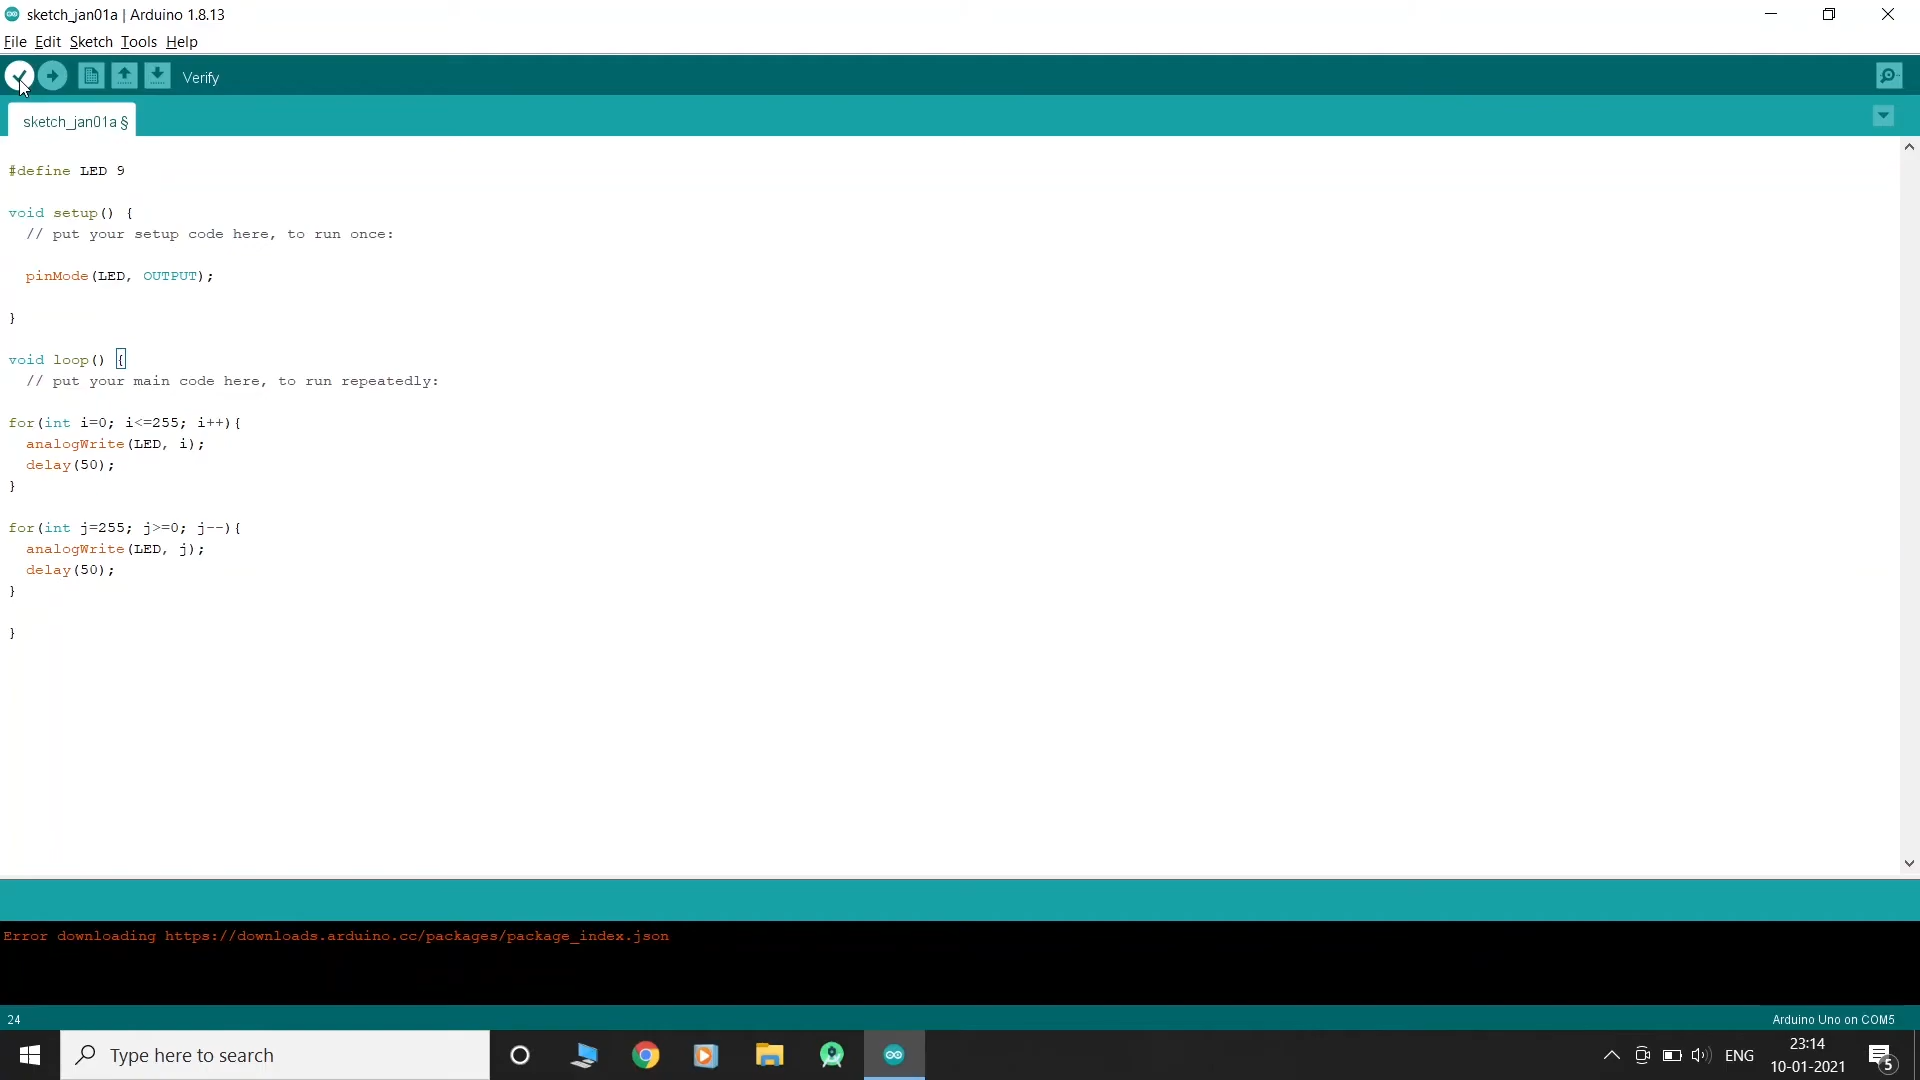 sketch_jan01a | Arduino 1.8.13
File Edit Sketch Tools Help
Verify
sketch_jan01a §
#define LED 9
void setup() {
// put your setup code here, to run once:
pinMode(LED, OUTPUT);
}
void loop() {
// put your main code here, to run repeatedly:
for(int i=0; i<=255; i++){
analogWrite(LED, i);
delay(50);
}
for(int j=255; j>=0; j--){
analogWrite(LED, j);
delay(50);
}
}
Error downloading https://downloads.arduino.cc/packages/package_index.json
24
Arduino Uno on COM5
Type here to search
ENG
23:14
10-01-2021
5